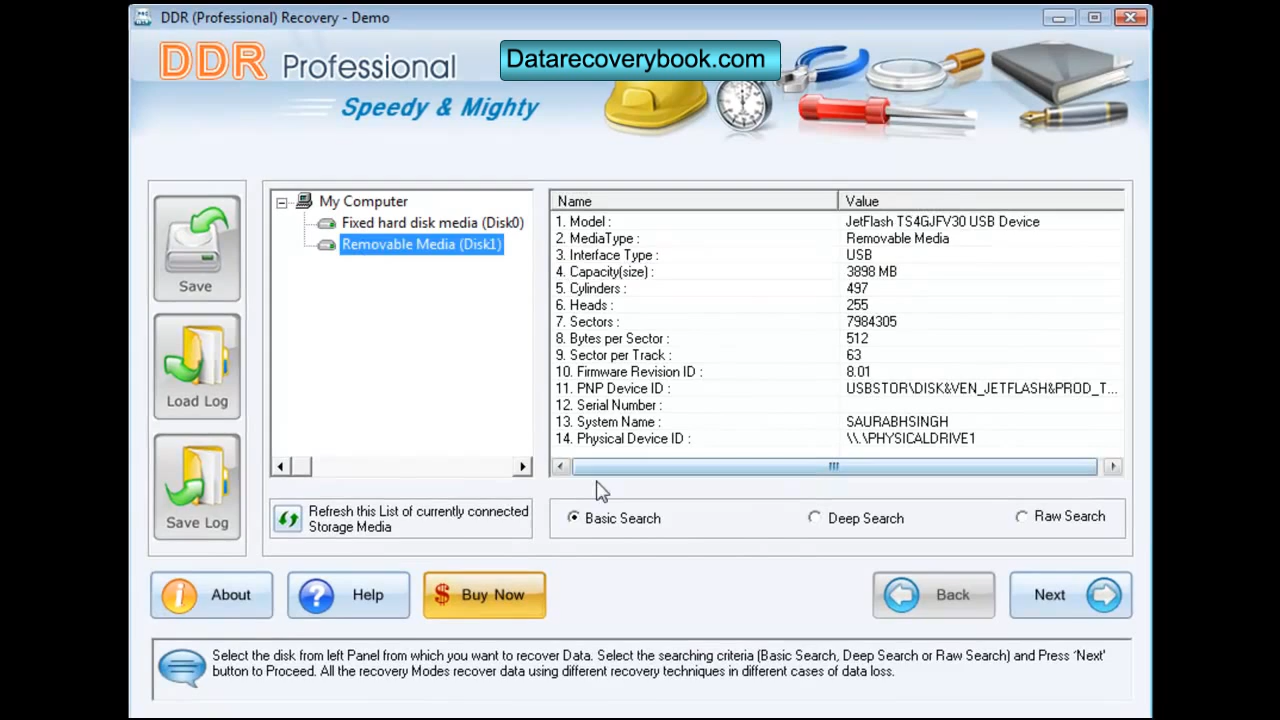 DDR (Professional) Recovery - Demo
DDR Professional
Datarecoverybook.com
Speedy & Mighty
Save
Load Log
Save Log
My Computer
Fixed hard disk media (Disk0)
Removable Media (Disk1)
Name Value
1. Model : JetFlash TS4GJFV30 USB Device
2. MediaType : Removable Media
3. Interface Type : USB
4. Capacity(size) : 3898 MB
5. Cylinders : 497
6. Heads : 255
7. Sectors : 7984305
8. Bytes per Sector : 512
9. Sector per Track : 63
10. Firmware Revision ID : 8.01
11. PNP Device ID : USBSTOR\DISK&VEN_JETFLASH&PROD_T...
12. Serial Number :
13. System Name : SAURABHSINGH
14. Physical Device ID : \\.\PHYSICALDRIVE1
Refresh this List of currently connected
Storage Media
Basic Search Deep Search Raw Search
About Help $ Buy Now Back Next
Select the disk from left Panel from which you want to recover Data. Select the searching criteria (Basic Search, Deep Search or Raw Search) and Press 'Next'
button to Proceed. All the recovery Modes recover data using different recovery techniques in different cases of data loss.